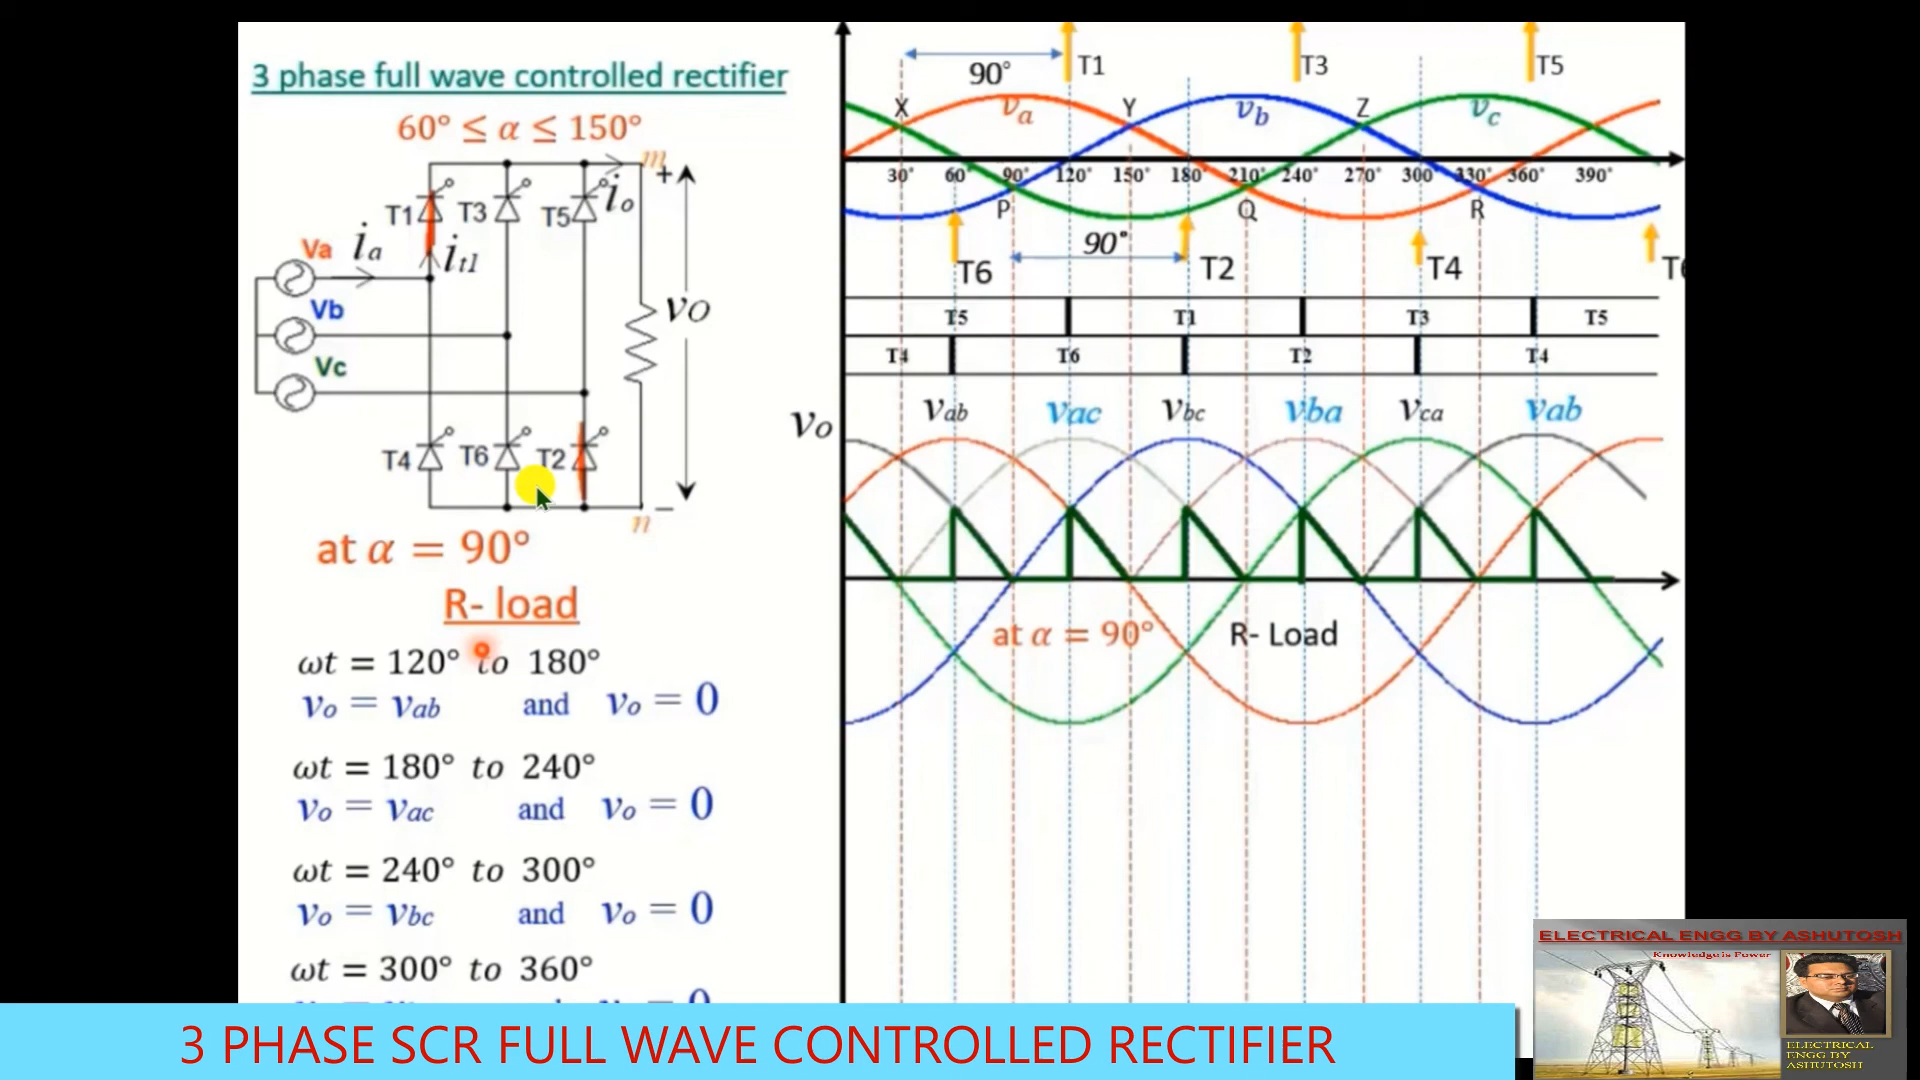 3 phase full wave controlled rectifier
60° ≤ α ≤ 150°
m
+
T1
T3
T5
io
Va
ia
it1
Vb
vo
Vc
T4
T6
T2
n
−
at α = 90°
R- load
ωt = 120° to 180°
vo = vab and vo = 0
ωt = 180° to 240°
vo = vac and vo = 0
ωt = 240° to 300°
vo = vbc and vo = 0
ωt = 300° to 360°
90°
T1
T3
T5
X
va
Y
vb
Z
vc
30° 60° 90° 120° 150° 180° 210° 240° 270° 300° 330° 360° 390°
P
Q
R
90°
T6
T2
T4
T5 T1 T3 T5
T4 T6 T2 T4
vo
vab vac vbc vba vca vab
at α = 90° R- Load
3 PHASE SCR FULL WAVE CONTROLLED RECTIFIER
ELECTRICAL ENGG BY ASHUTOSH
Knowledge is Power
ELECTRICAL
ENGG BY
ASHUTOSH